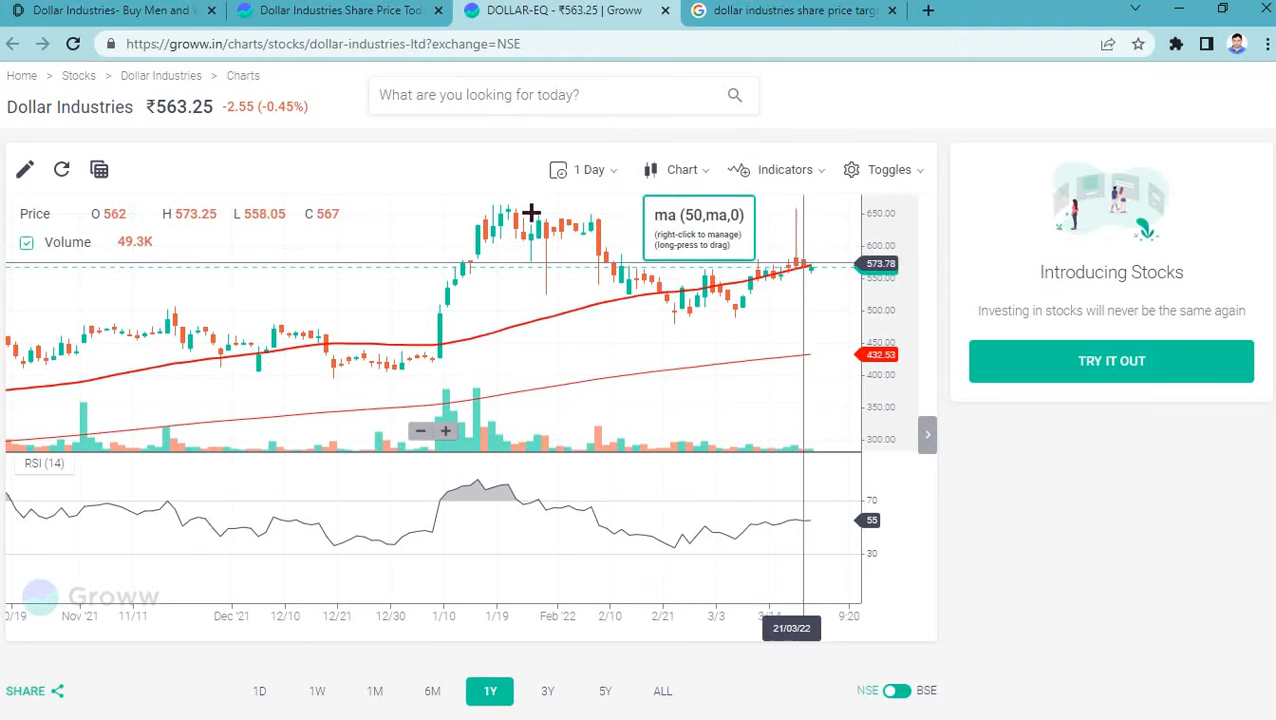 Dollar Industries- Buy Men and V
Dollar Industries Share Price Toda
DOLLAR-EQ - ₹563.25 | Groww
dollar industries share price targ
https://groww.in/charts/stocks/dollar-industries-ltd?exchange=NSE
Home > Stocks > Dollar Industries > Charts
Dollar Industries ₹563.25 -2.55 (-0.45%)
What are you looking for today?
1 Day Chart Indicators Toggles
Price O 562 H 573.25 L 558.05 C 567
Volume 49.3K
ma (50,ma,0)
(right-click to manage)
(long-press to drag)
650.00
600.00
573.78
550.00
500.00
450.00
432.53
400.00
350.00
300.00
RSI (14)
70
55
30
Groww
0/19 Nov '21 11/11 Dec '21 12/10 12/21 12/30 1/10 1/19 Feb '22 2/10 2/21 3/3 3/14 9:20
21/03/22
SHARE 1D 1W 1M 6M 1Y 3Y 5Y ALL NSE BSE
Introducing Stocks
Investing in stocks will never be the same again
TRY IT OUT